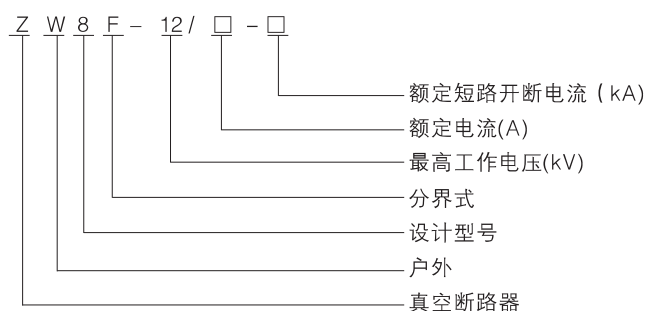 Z W 8 F - 12 / □ - □
额定短路开断电流 ( kA)
额定电流(A)
最高工作电压(kV)
分界式
设计型号
户外
真空断路器